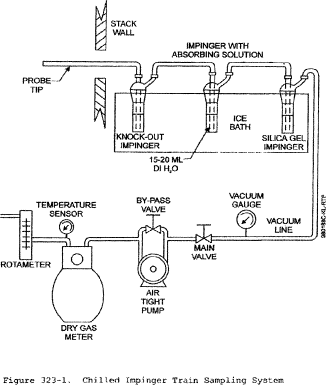 STACK
WALL
IMPINGER WITH
ABSORBING SOLUTION
PROBE
TIP
ICE
BATH
KNOCK-OUT
IMPINGER
SILICA GEL
IMPINGER
15-20 ML
DI H₂O
TEMPERATURE
SENSOR
BY-PASS
VALVE
VACUUM
GAUGE
VACUUM
LINE
MAIN
VALVE
ROTAMETER
AIR
TIGHT
PUMP
DRY GAS
METER
Figure 323-1. Chilled Impinger Train Sampling System